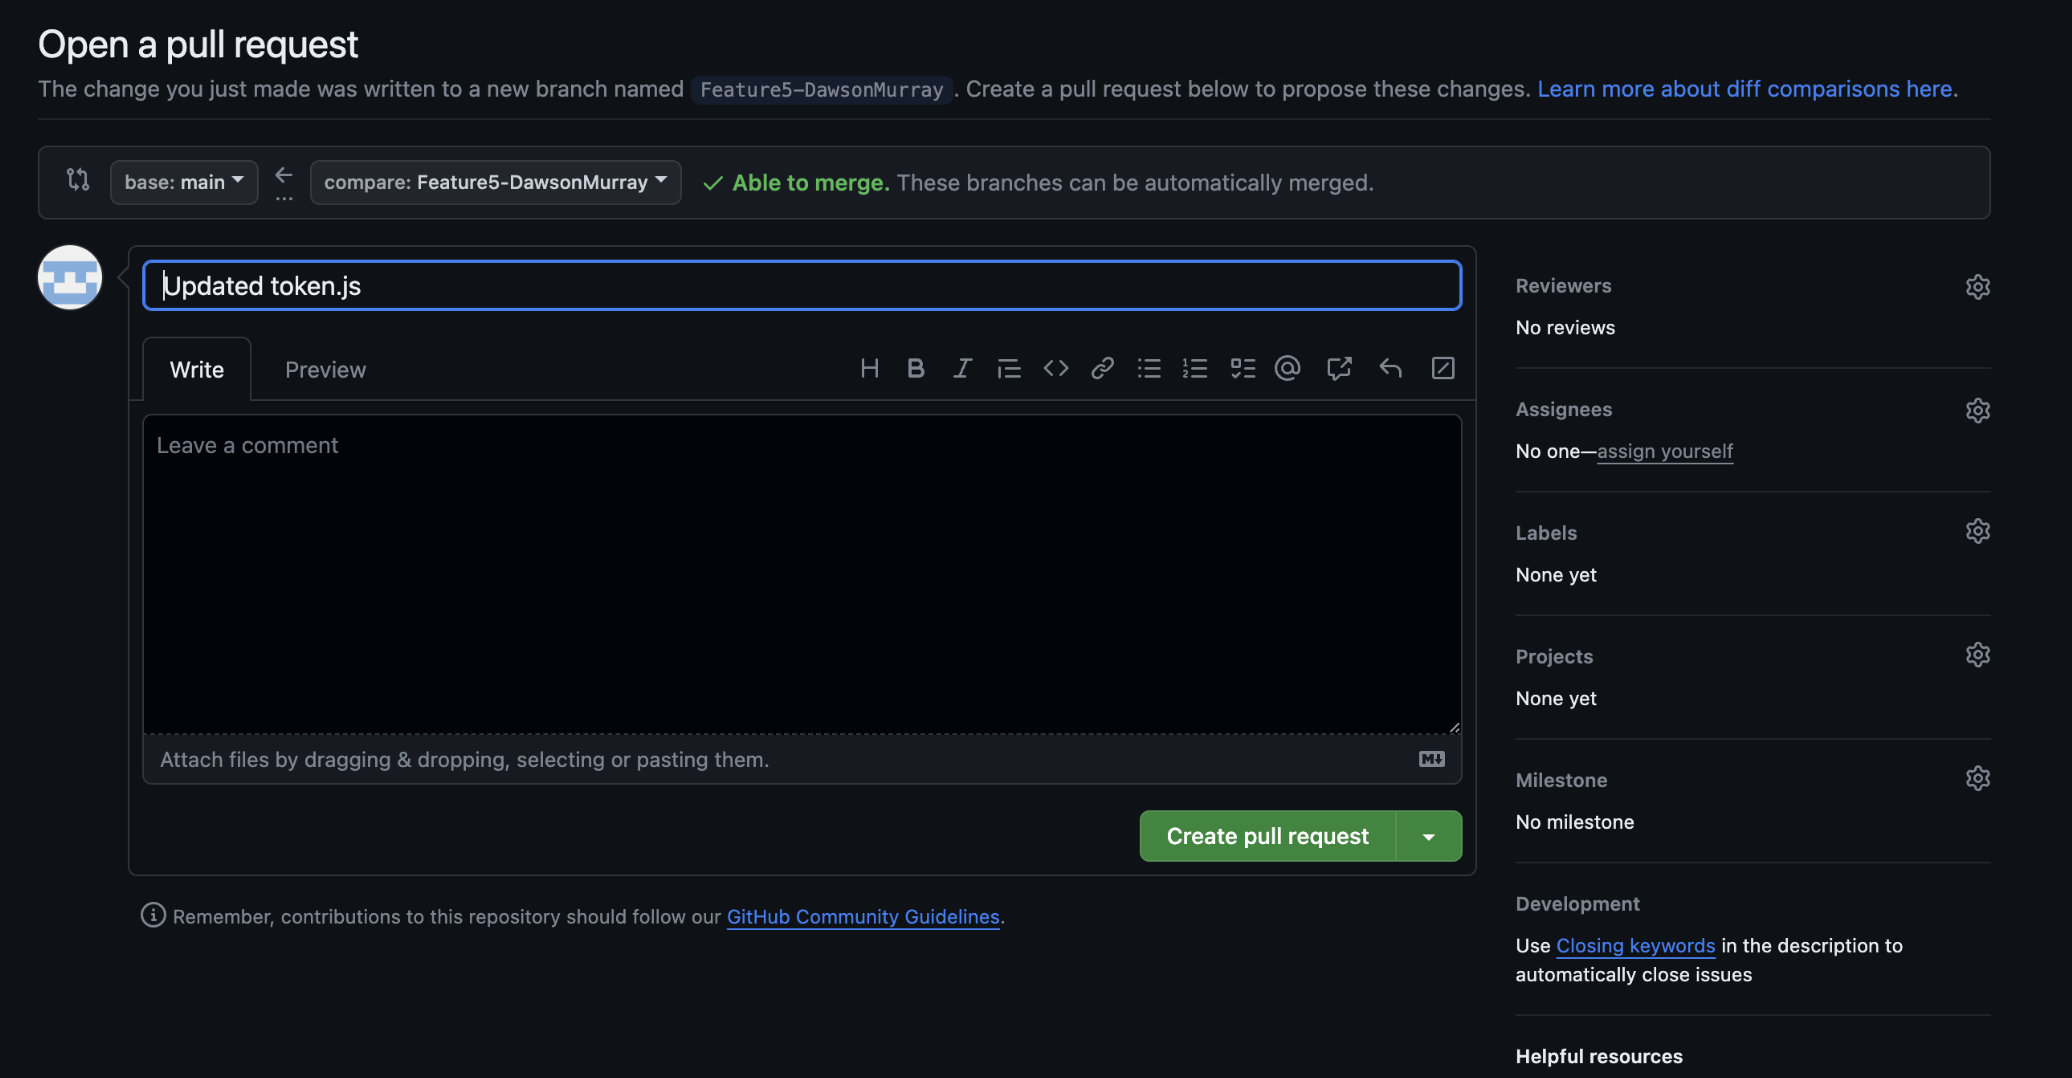 Open a pull request
The change you just made was written to a new branch named Feature5-DawsonMurray. Create a pull request below to propose these changes. Learn more about diff comparisons here.
base: main
...
compare: Feature5-DawsonMurray
Able to merge. These branches can be automatically merged.
Updated token.js
Write
Preview
Leave a comment
Attach files by dragging & dropping, selecting or pasting them.
Create pull request
Remember, contributions to this repository should follow our GitHub Community Guidelines.
Reviewers
No reviews
Assignees
No one—assign yourself
Labels
None yet
Projects
None yet
Milestone
No milestone
Development
Use Closing keywords in the description to
automatically close issues
Helpful resources